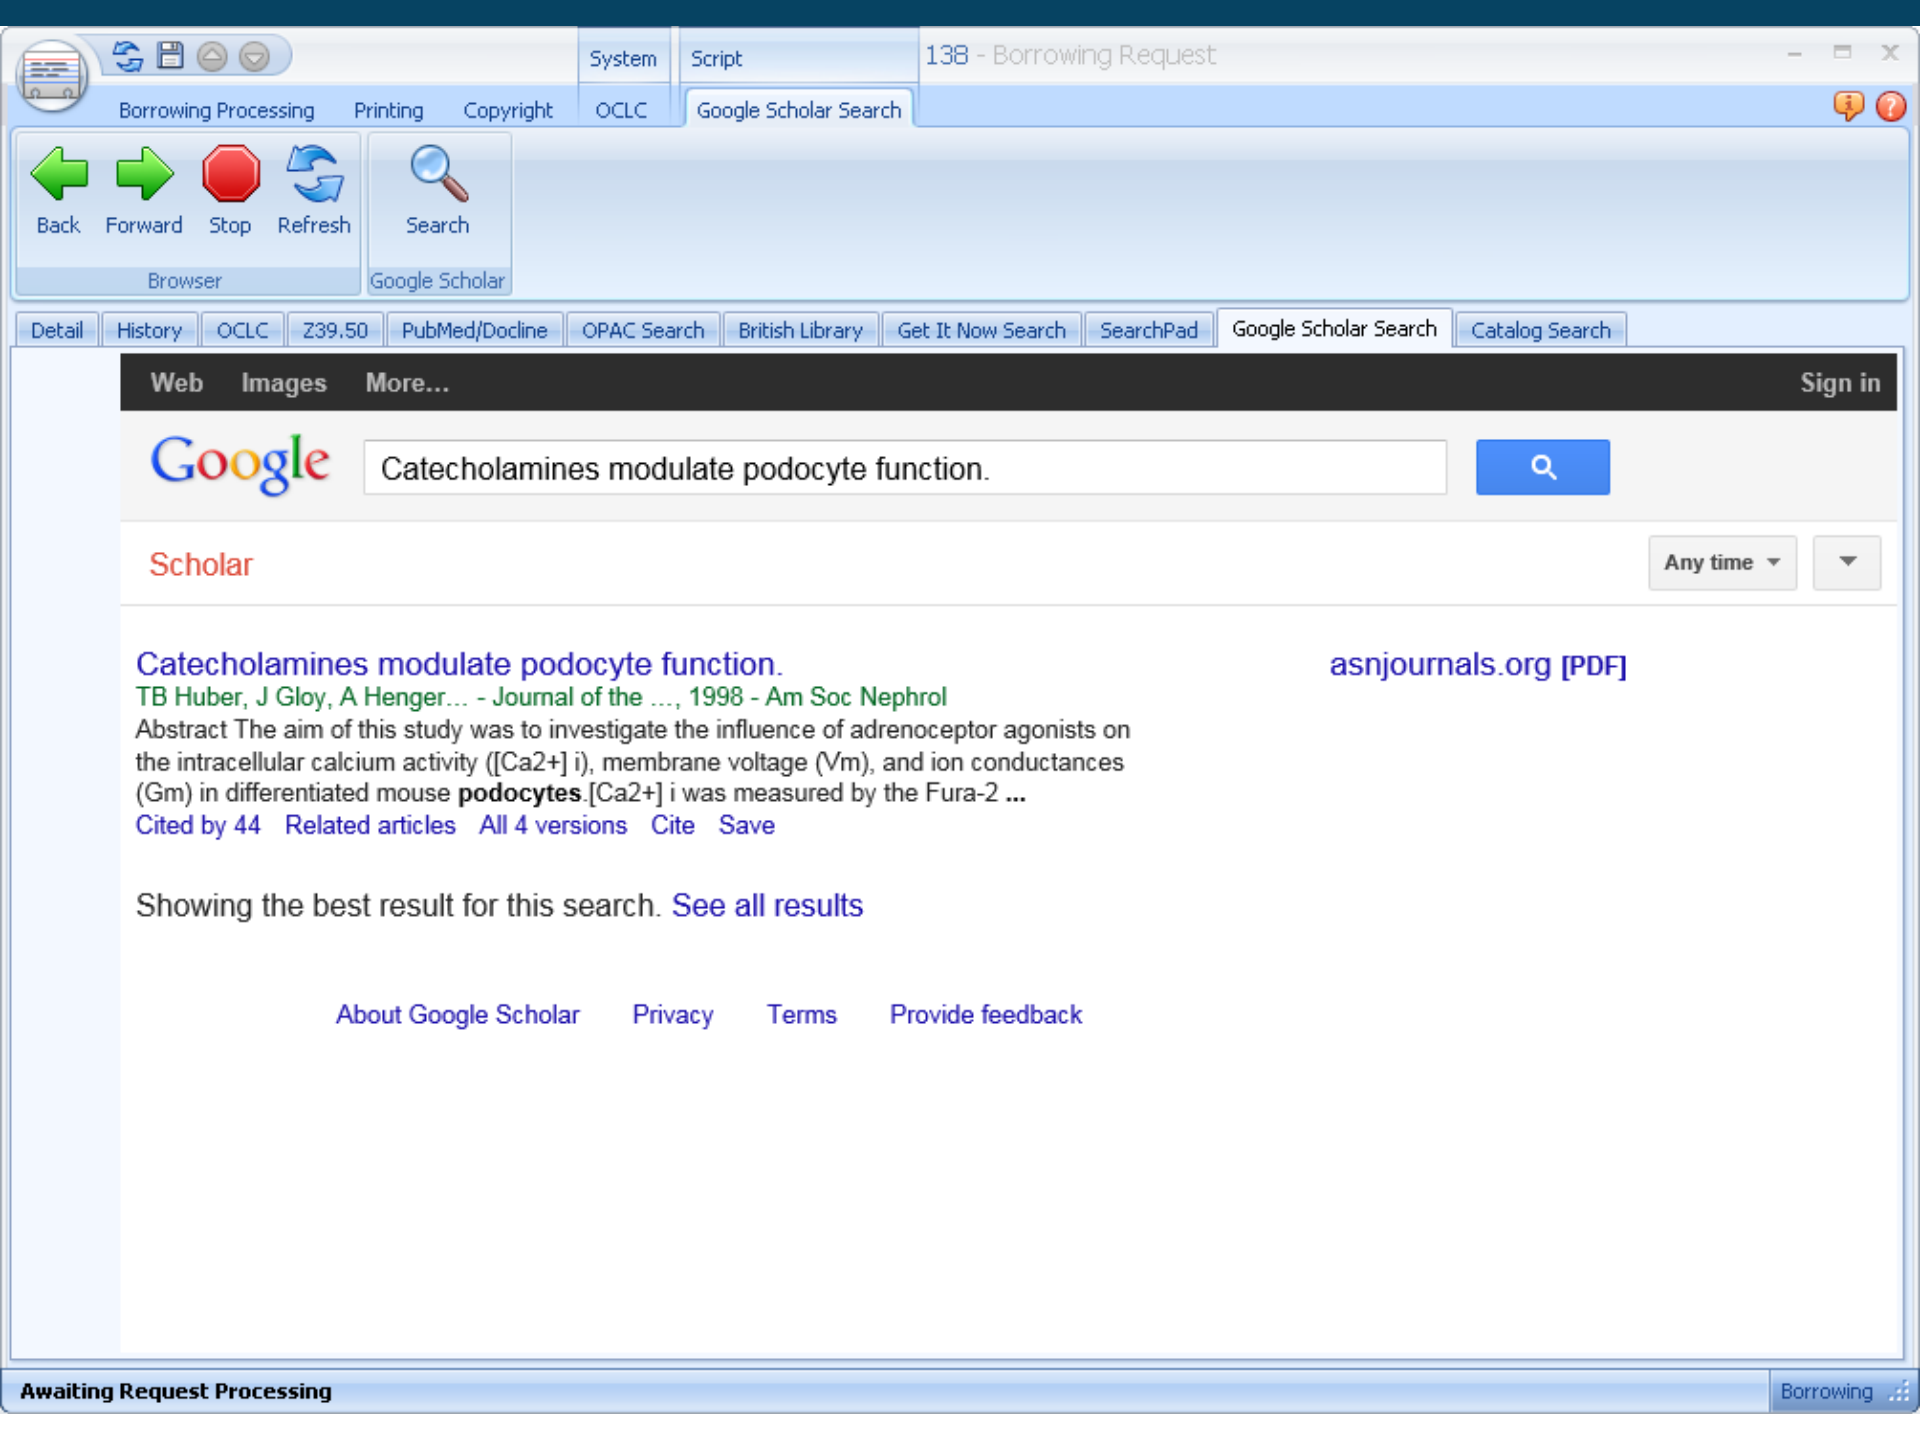 System Script 138 - Borrowing Request
Borrowing Processing Printing Copyright OCLC Google Scholar Search
Back Forward Stop Refresh Search
Browser Google Scholar
Detail History OCLC Z39.50 PubMed/Docline OPAC Search British Library Get It Now Search SearchPad Google Scholar Search Catalog Search
Web Images More... Sign in
Google Catecholamines modulate podocyte function.
Scholar Any time
Catecholamines modulate podocyte function. asnjournals.org [PDF]
TB Huber, J Gloy, A Henger... - Journal of the ..., 1998 - Am Soc Nephrol
Abstract The aim of this study was to investigate the influence of adrenoceptor agonists on
the intracellular calcium activity ([Ca2+] i), membrane voltage (Vm), and ion conductances
(Gm) in differentiated mouse podocytes.[Ca2+] i was measured by the Fura-2 ...
Cited by 44 Related articles All 4 versions Cite Save
Showing the best result for this search. See all results
About Google Scholar Privacy Terms Provide feedback
Awaiting Request Processing Borrowing